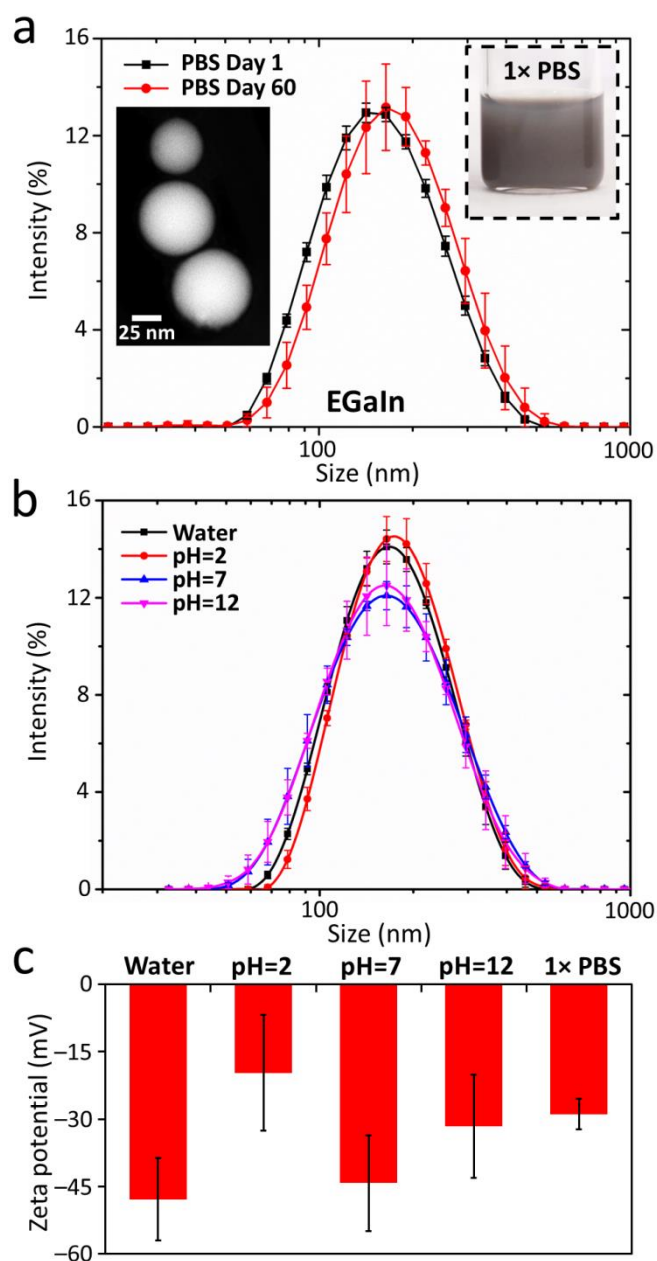 a
16
12
8
4
0
Intensity (%)
PBS Day 1
PBS Day 60
1× PBS
25 nm
EGaIn
100
1000
Size (nm)
b
16
12
8
4
0
Intensity (%)
Water
pH=2
pH=7
pH=12
100
1000
Size (nm)
c
Water pH=2 pH=7 pH=12 1× PBS
0
−15
−30
−45
−60
Zeta potential (mV)